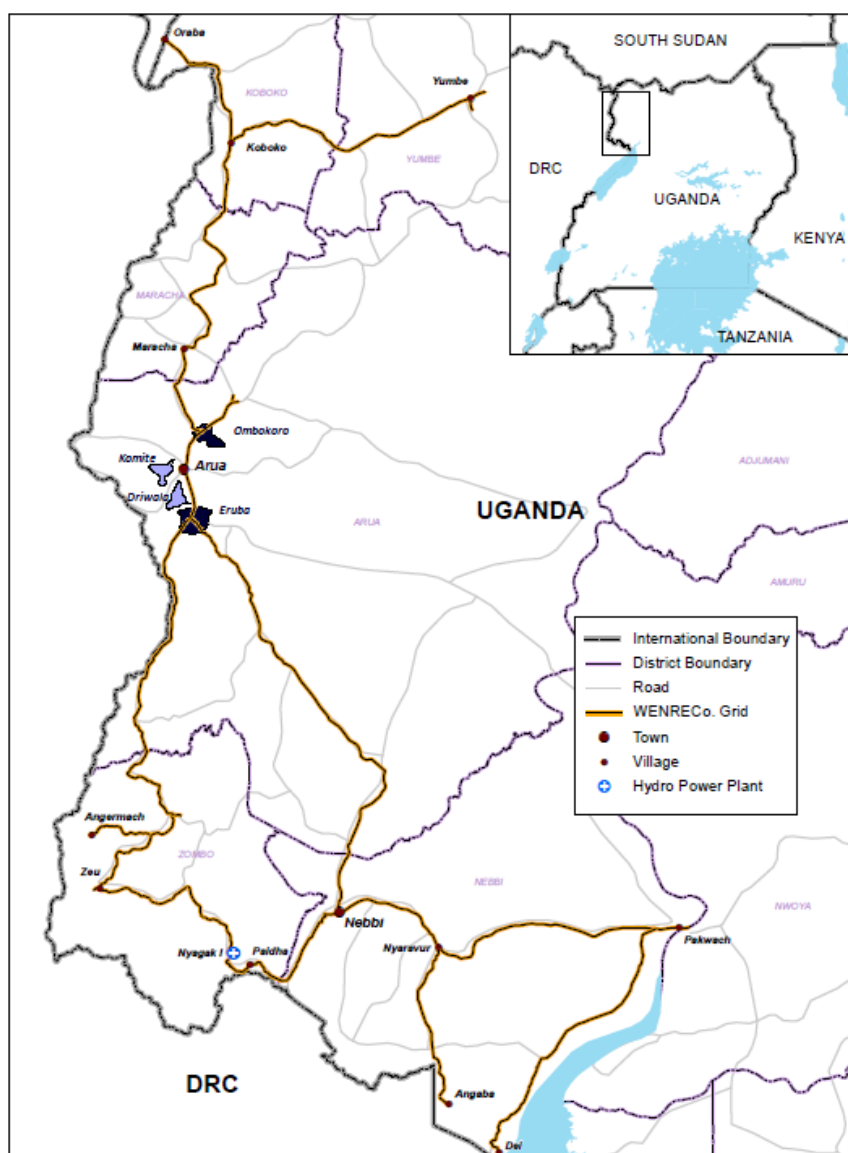 Oraba
SOUTH SUDAN
Yumbe
KOBOKO
Koboko
YUMBE
DRC
UGANDA
KENYA
TANZANIA
MARACHA
Maracha
Ombokoro
Komite
Arua
ADJUMANI
Driwala
Eruba
UGANDA
ARUA
AMURU
International Boundary
District Boundary
Road
WENRECo. Grid
Town
Village
Hydro Power Plant
Angermach
ZOMBO
Zeu
NEBBI
NWOYA
Nebbi
Pakwach
Nyagak I
Paidha
Nyaravur
DRC
Angaba
Dei